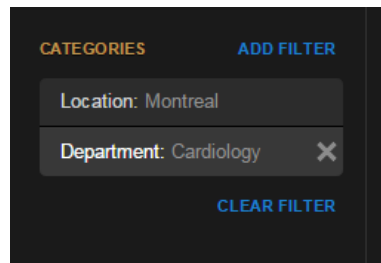 CATEGORIES ADD FILTER
Location: Montreal
Department: Cardiology
CLEAR FILTER